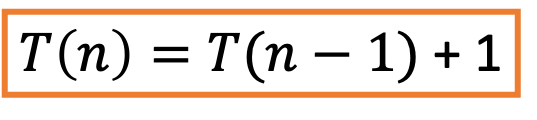 T(n) = T(n − 1) + 1